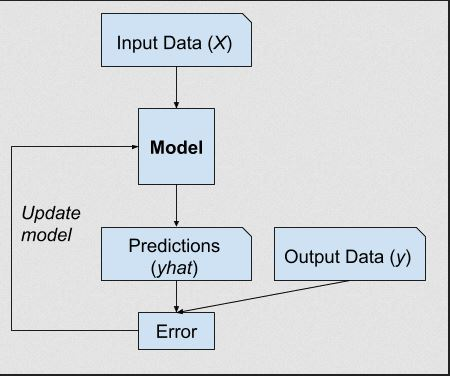 Input Data (X)
Model
Update
model
Predictions
(yhat)
Output Data (y)
Error